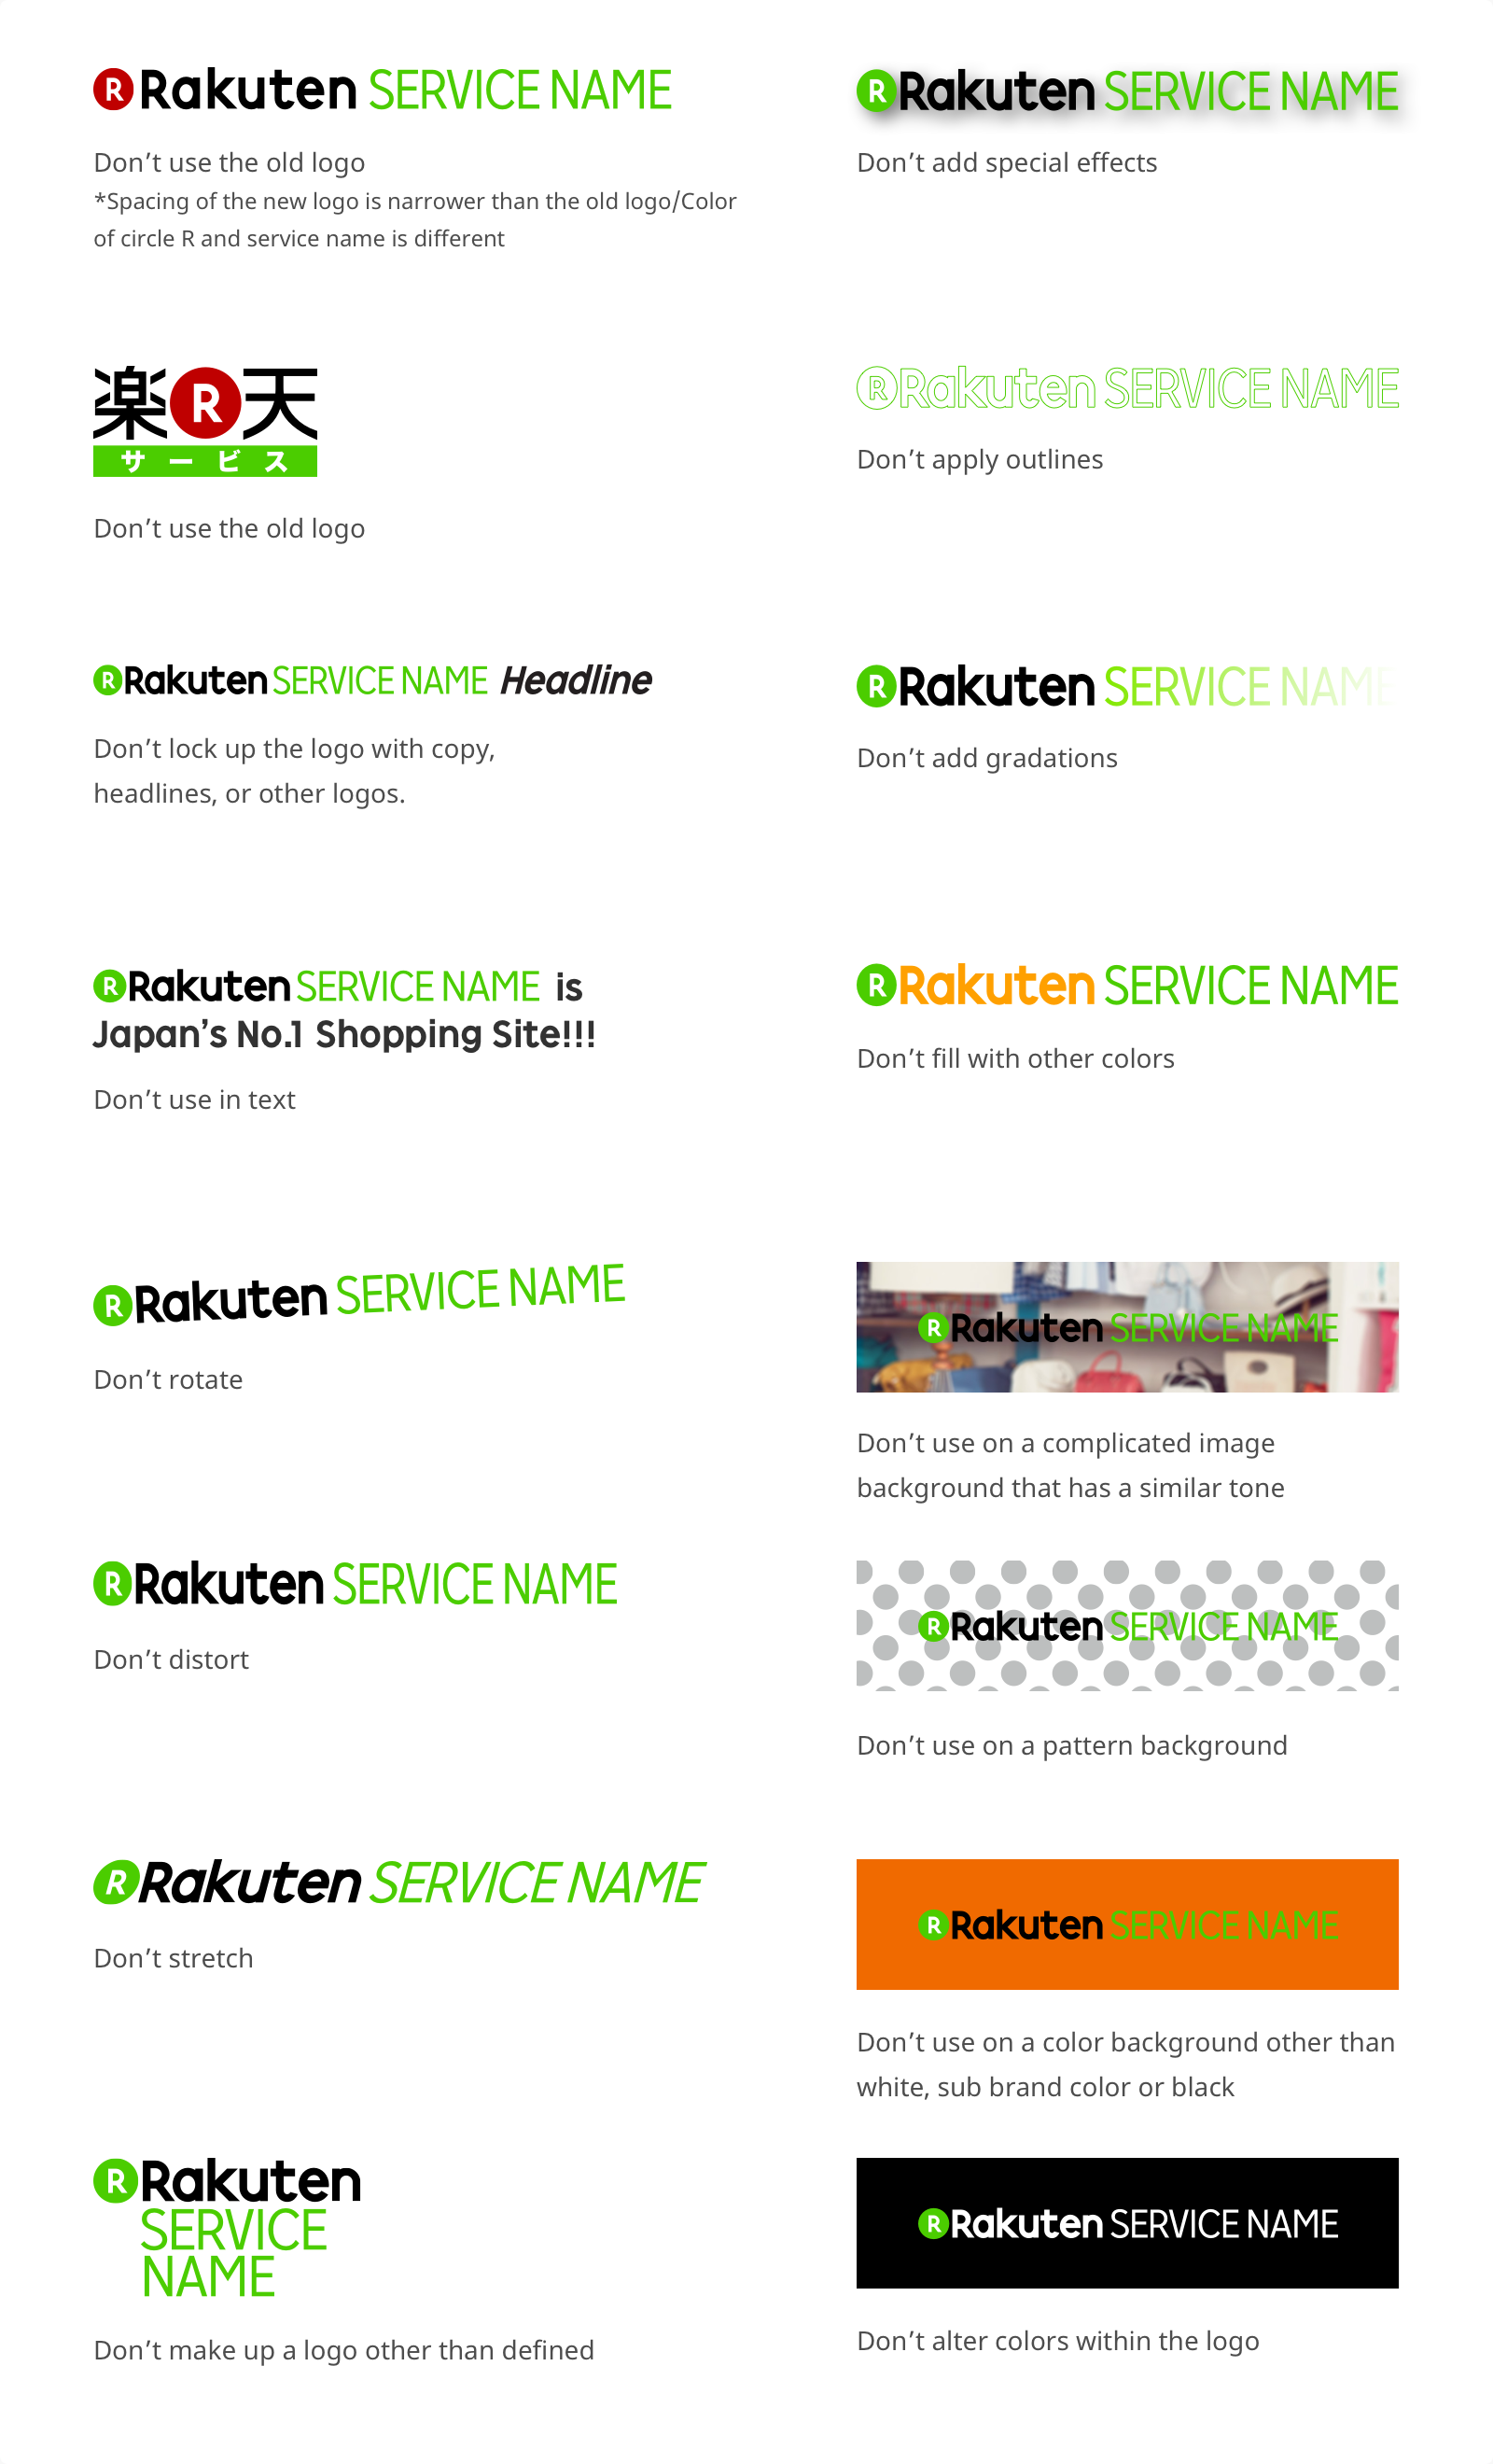 R Rakuten SERVICE NAME
Don’t use the old logo
*Spacing of the new logo is narrower than the old logo/Color
of circle R and service name is different
楽R天
サービス
Don’t use the old logo
R Rakuten SERVICE NAME Headline
Don’t lock up the logo with copy,
headlines, or other logos.
R Rakuten SERVICE NAME is
Japan’s No.1 Shopping Site!!!
Don’t use in text
R Rakuten SERVICE NAME
Don’t rotate
R Rakuten SERVICE NAME
Don’t distort
R Rakuten SERVICE NAME
Don’t stretch
R Rakuten
SERVICE
NAME
Don’t make up a logo other than defined
R Rakuten SERVICE NAME
Don’t add special effects
R Rakuten SERVICE NAME
Don’t apply outlines
R Rakuten SERVICE NAME
Don’t add gradations
R Rakuten SERVICE NAME
Don’t fill with other colors
R Rakuten SERVICE NAME
Don’t use on a complicated image
background that has a similar tone
R Rakuten SERVICE NAME
Don’t use on a pattern background
R Rakuten SERVICE NAME
Don’t use on a color background other than
white, sub brand color or black
R Rakuten SERVICE NAME
Don’t alter colors within the logo